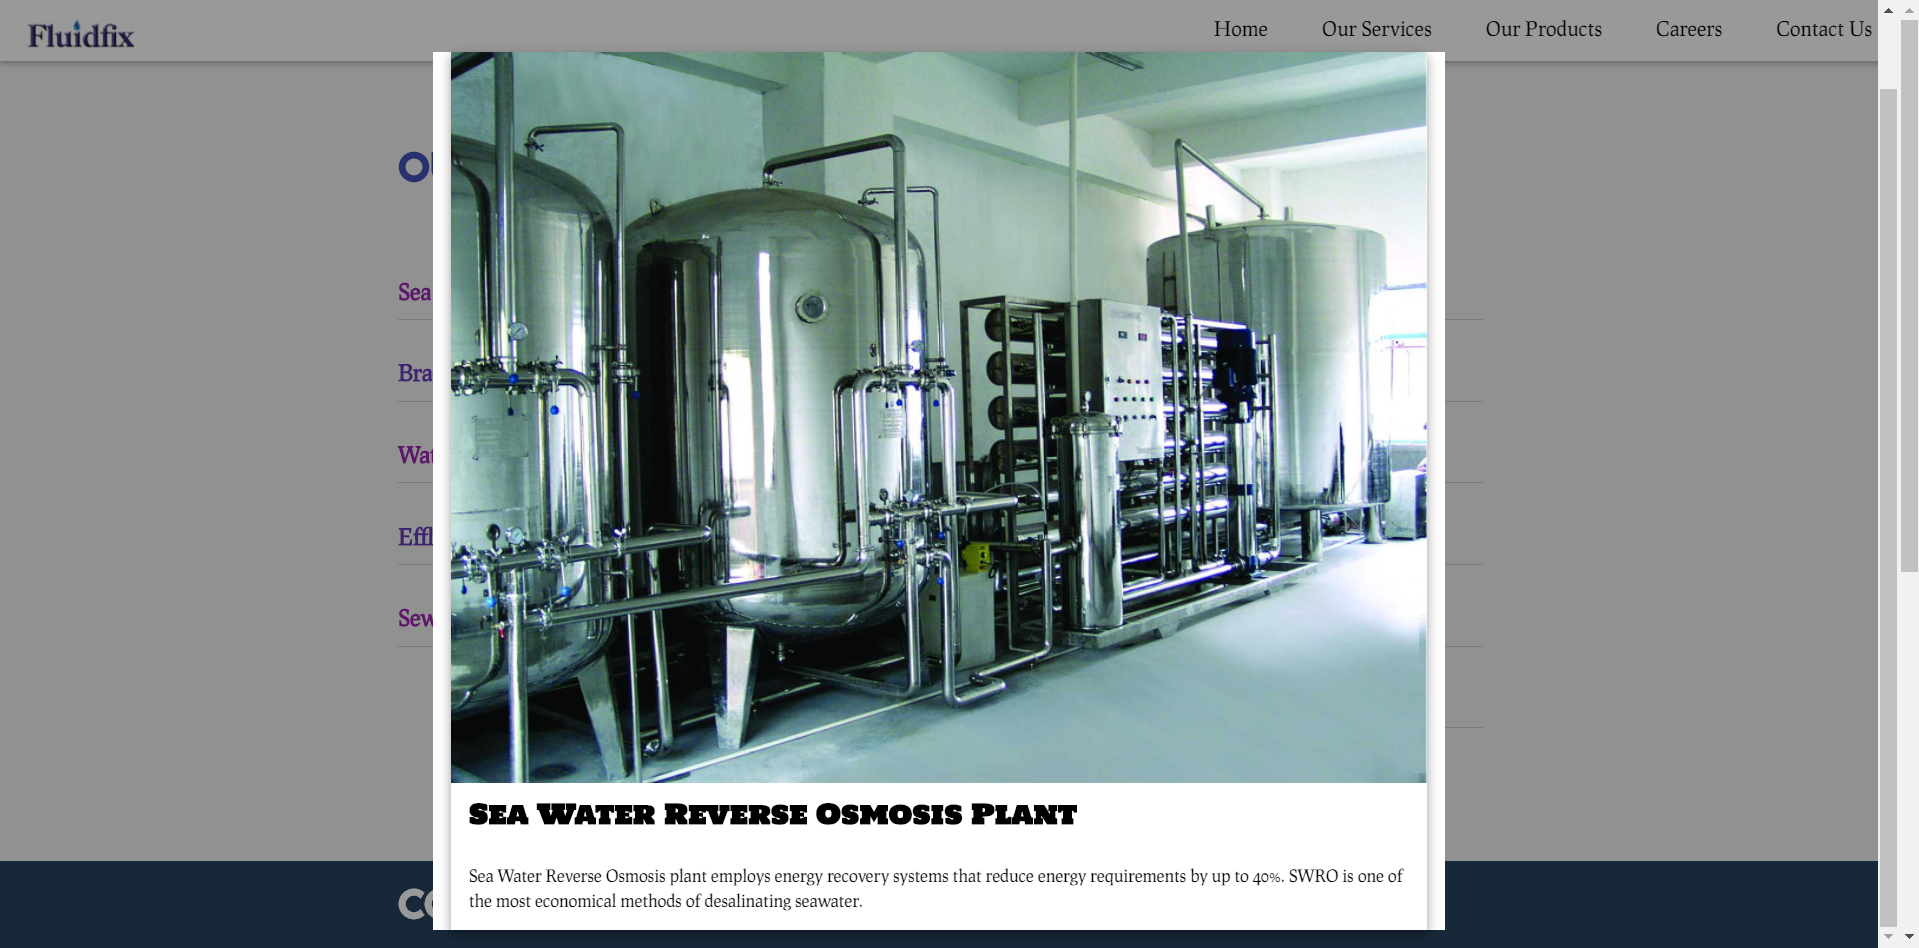 Fluidfix
Home Our Services Our Products Careers Contact Us
Sea
Bra
Wat
Effl
Sew
Sea Water Reverse Osmosis Plant
Sea Water Reverse Osmosis plant employs energy recovery systems that reduce energy requirements by up to 40%. SWRO is one of
the most economical methods of desalinating seawater.